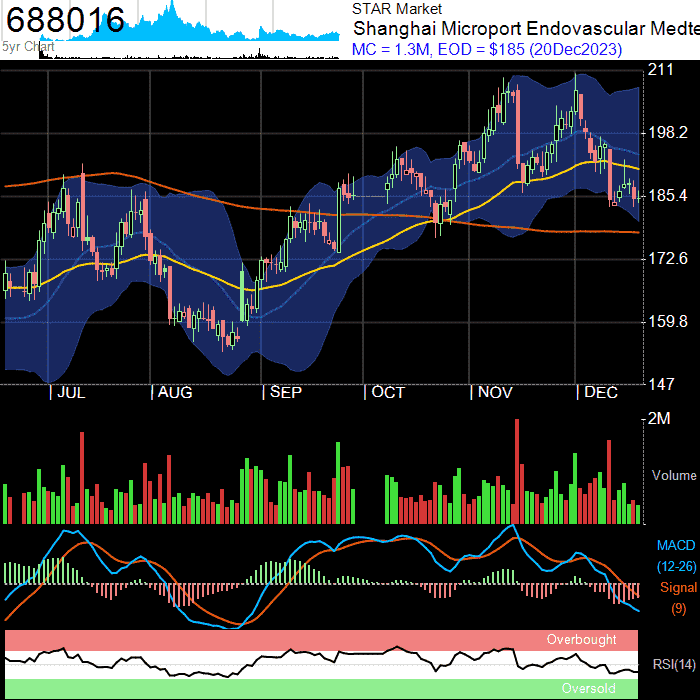 688016
5yr Chart
STAR Market
Shanghai Microport Endovascular Medte
MC = 1.3M, EOD = $185 (20Dec2023)
211
198.2
185.4
172.6
159.8
147
JUL AUG SEP OCT NOV DEC
2M
Volume
MACD
(12-26)
Signal
(9)
Overbought
RSI(14)
Oversold